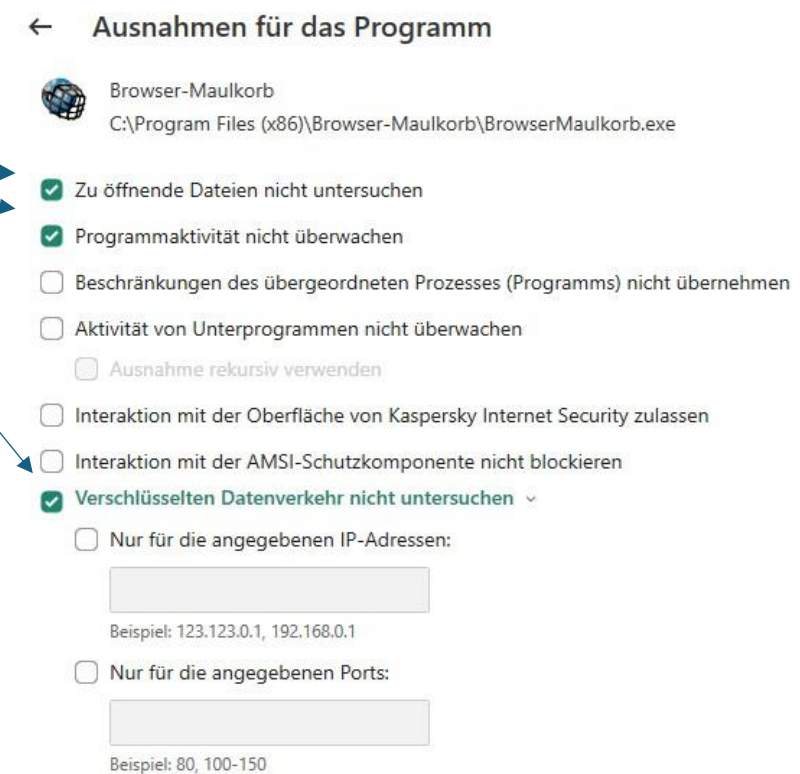 Ausnahmen für das Programm
Browser-Maulkorb
C:\Program Files (x86)\Browser-Maulkorb\BrowserMaulkorb.exe
Zu öffnende Dateien nicht untersuchen
Programmaktivität nicht überwachen
Beschränkungen des übergeordneten Prozesses (Programms) nicht übernehmen
Aktivität von Unterprogrammen nicht überwachen
Ausnahme rekursiv verwenden
Interaktion mit der Oberfläche von Kaspersky Internet Security zulassen
Interaktion mit der AMSI-Schutzkomponente nicht blockieren
Verschlüsselten Datenverkehr nicht untersuchen
Nur für die angegebenen IP-Adressen:
Beispiel: 123.123.0.1, 192.168.0.1
Nur für die angegebenen Ports:
Beispiel: 80, 100-150